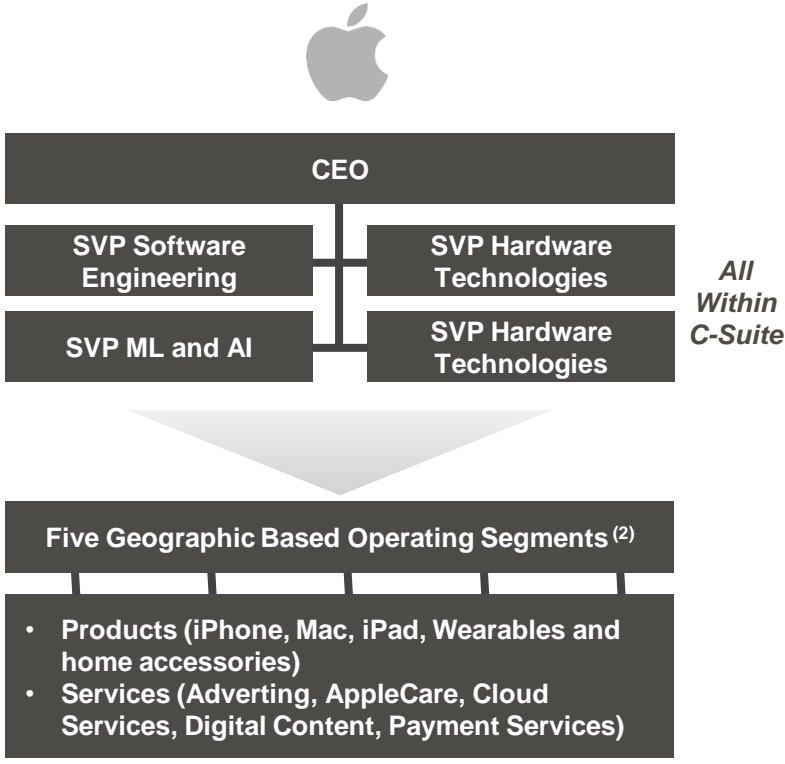 CEO
SVP Software
Engineering
SVP Hardware
Technologies
All
Within
C-Suite
SVP ML and AI
SVP Hardware
Technologies
Five Geographic Based Operating Segments (2)
• Products (iPhone, Mac, iPad, Wearables and
home accessories)
• Services (Adverting, AppleCare, Cloud
Services, Digital Content, Payment Services)